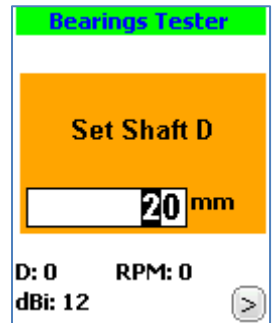 Bearings Tester
Set Shaft D
20 mm
D: 0 RPM: 0
dBi: 12 >